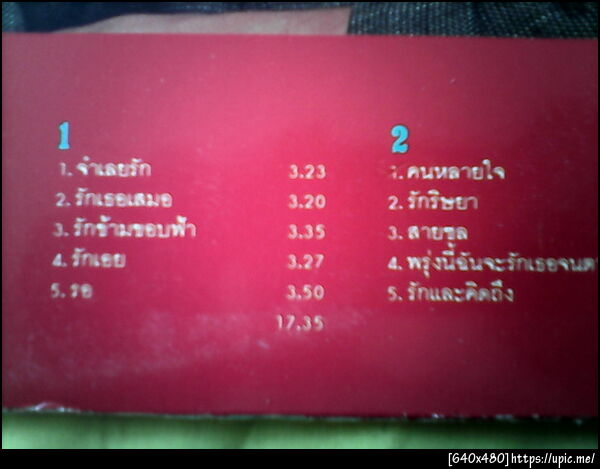 1
1. จำเลยรัก 3.23
2. รักเธอเสมอ 3.20
3. รักข้ามขอบฟ้า 3.35
4. รักเอย 3.27
5. รอ 3.50
17.35
2
1. คนหลายใจ
2. รักริษยา
3. สายชล
4. พรุ่งนี้ฉันจะรักเธอจน
5. รักและคิดถึง
[640x480]https://upic.me/